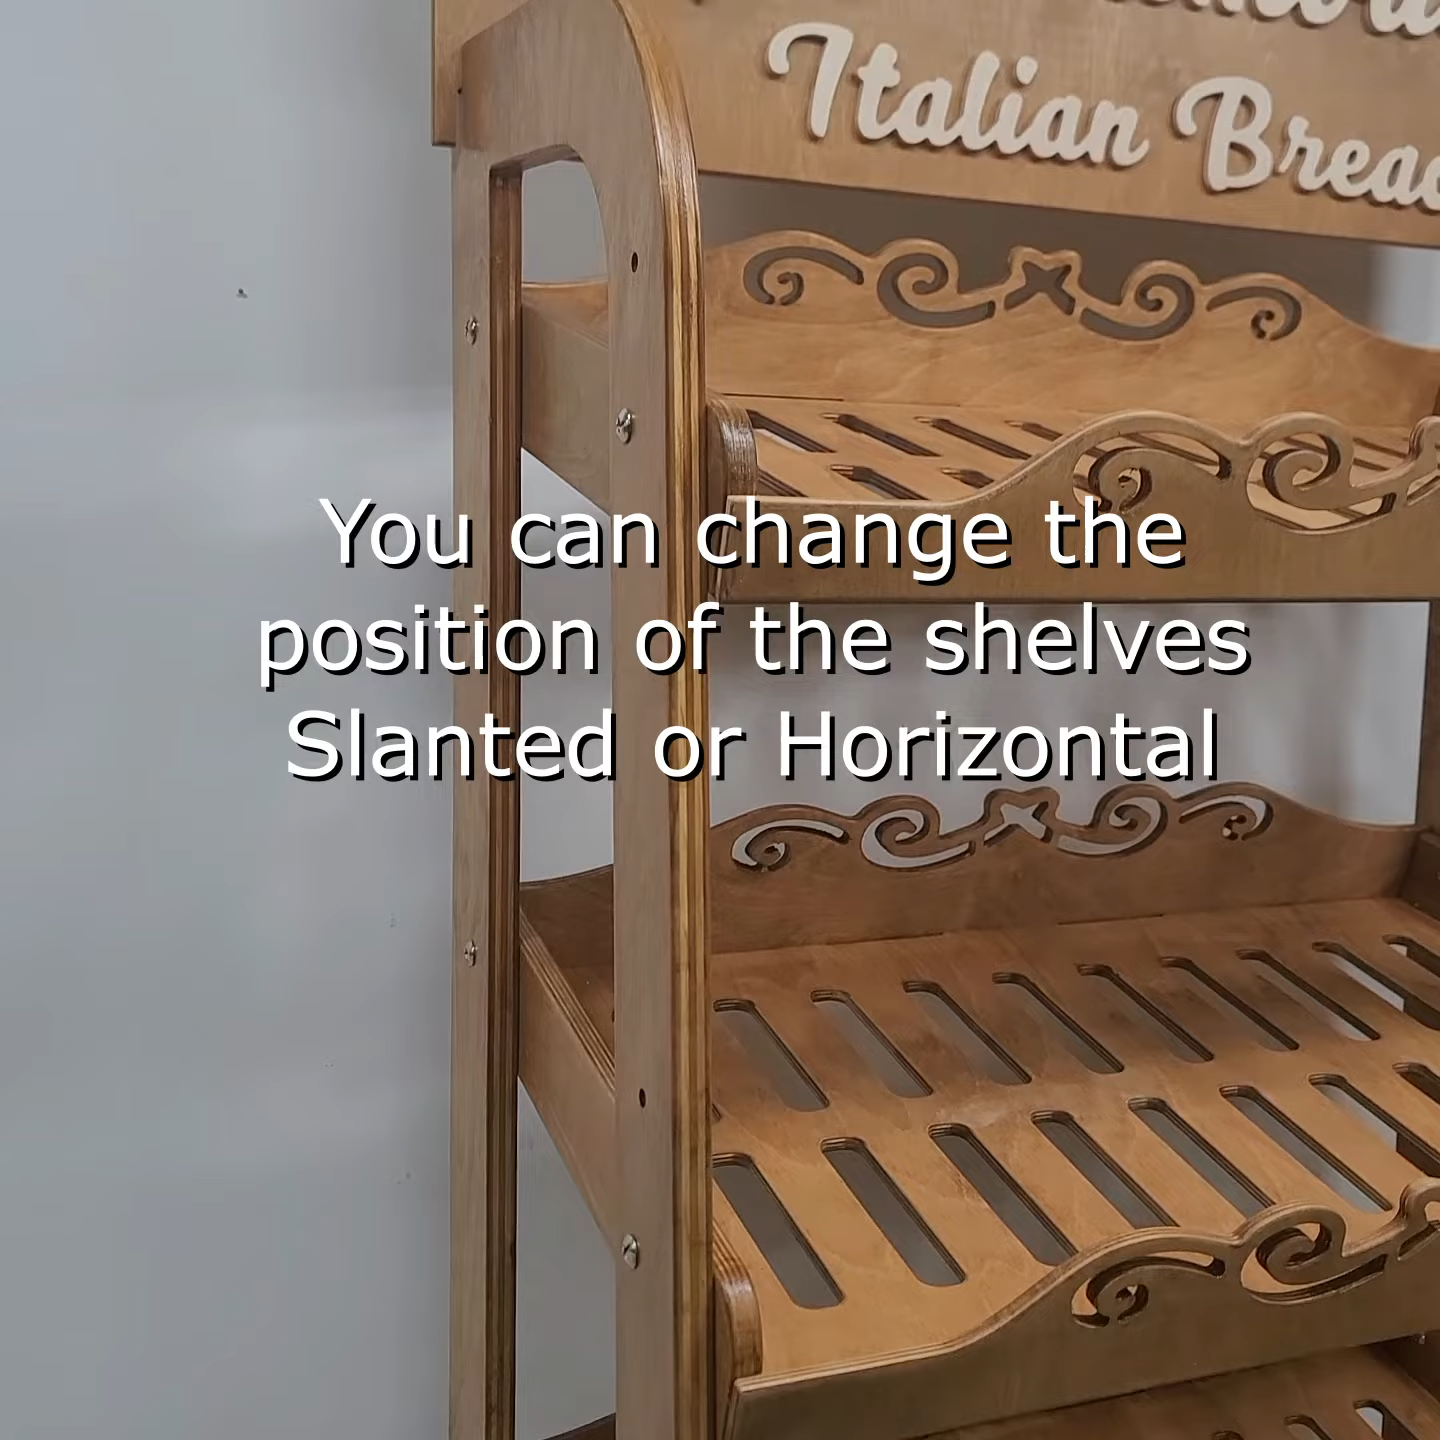 Italian
You can change the
position of the shelves
Slanted or Horizontal